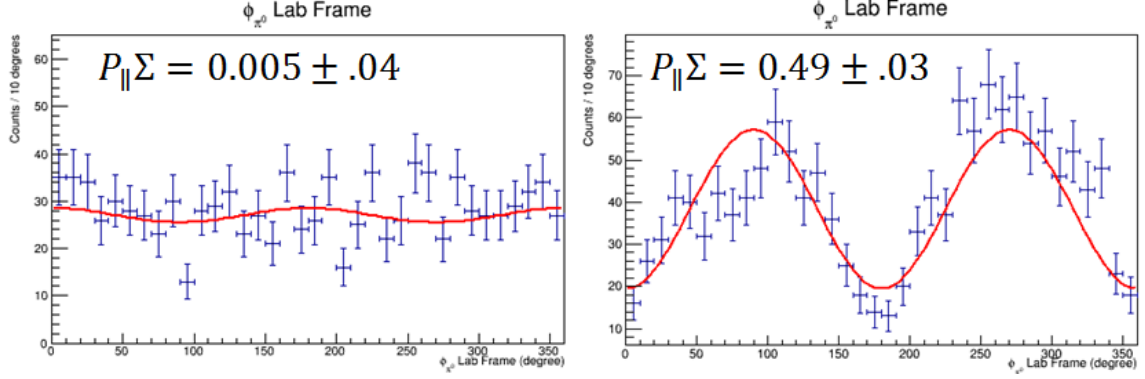 ϕπ⁰ Lab Frame
P∥Σ = 0.005 ± .04
Counts / 10 degrees
60
50
40
30
20
10
0
0 50 100 150 200 250 300 350
ϕπ⁰ Lab Frame (degree)
ϕπ⁰ Lab Frame
P∥Σ = 0.49 ± .03
Counts / 10 degrees
70
60
50
40
30
20
10
0 50 100 150 200 250 300 350
ϕπ⁰ Lab Frame (degree)